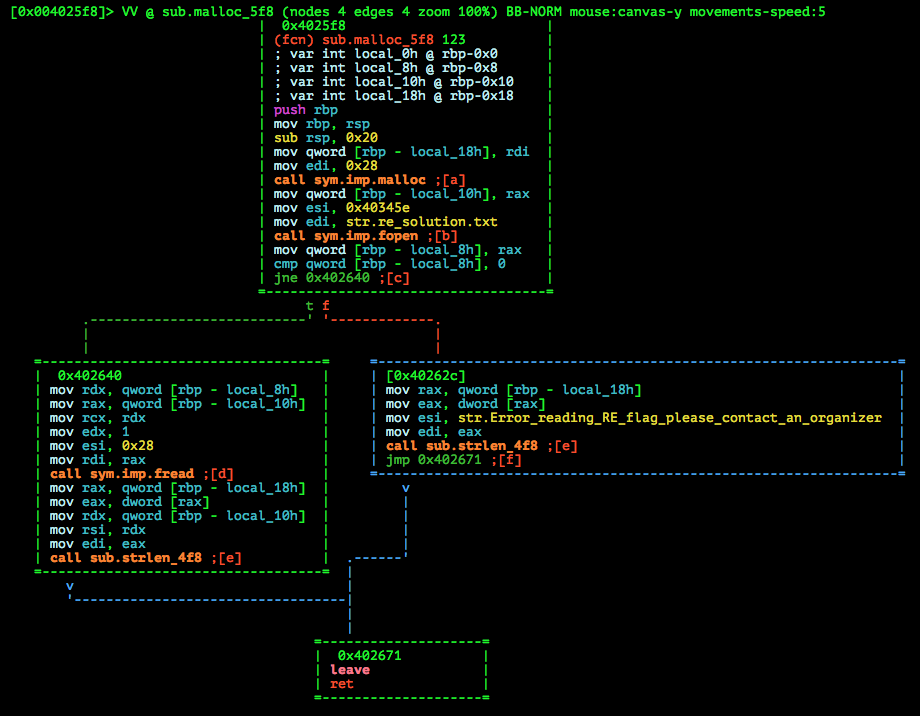 [0x004025f8]> VV @ sub.malloc_5f8 (nodes 4 edges 4 zoom 100%) BB-NORM mouse:canvas-y movements-speed:5
0x4025f8
(fcn) sub.malloc_5f8 123
; var int local_0h @ rbp-0x0
; var int local_8h @ rbp-0x8
; var int local_10h @ rbp-0x10
; var int local_18h @ rbp-0x18
push rbp
mov rbp, rsp
sub rsp, 0x20
mov qword [rbp - local_18h], rdi
mov edi, 0x28
call sym.imp.malloc ;[a]
mov qword [rbp - local_10h], rax
mov esi, 0x40345e
mov edi, str.re_solution.txt
call sym.imp.fopen ;[b]
mov qword [rbp - local_8h], rax
cmp qword [rbp - local_8h], 0
jne 0x402640 ;[c]
t f
0x402640
mov rdx, qword [rbp - local_8h]
mov rax, qword [rbp - local_10h]
mov rcx, rdx
mov edx, 1
mov esi, 0x28
mov rdi, rax
call sym.imp.fread ;[d]
mov rax, qword [rbp - local_18h]
mov eax, dword [rax]
mov rdx, qword [rbp - local_10h]
mov rsi, rdx
mov edi, eax
call sub.strlen_4f8 ;[e]
v
[0x40262c]
mov rax, qword [rbp - local_18h]
mov eax, dword [rax]
mov esi, str.Error_reading_RE_flag_please_contact_an_organizer
mov edi, eax
call sub.strlen_4f8 ;[e]
jmp 0x402671 ;[f]
v
0x402671
leave
ret